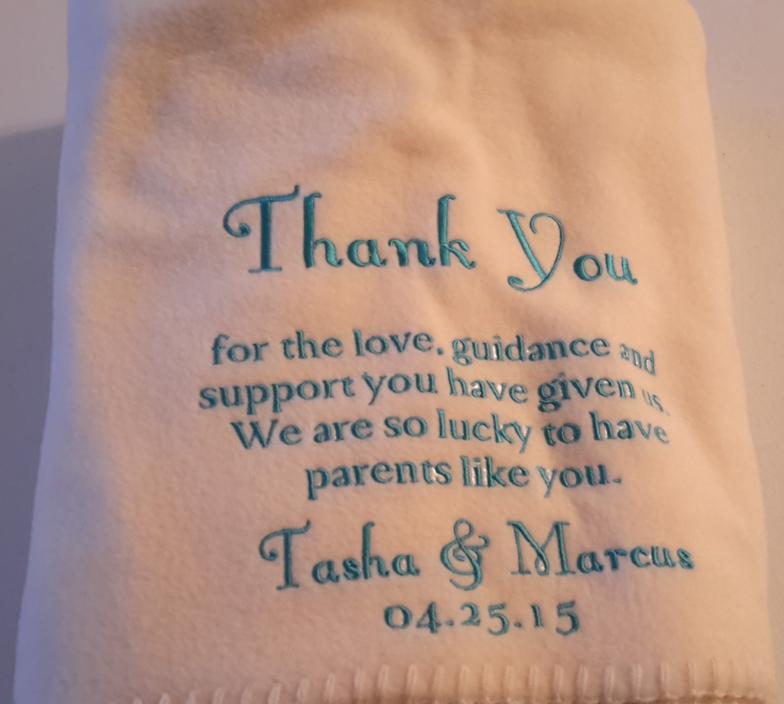 Thank You
for the love, guidance and
support you have given us.
We are so lucky to have
parents like you.
Tasha & Marcus
04.25.15